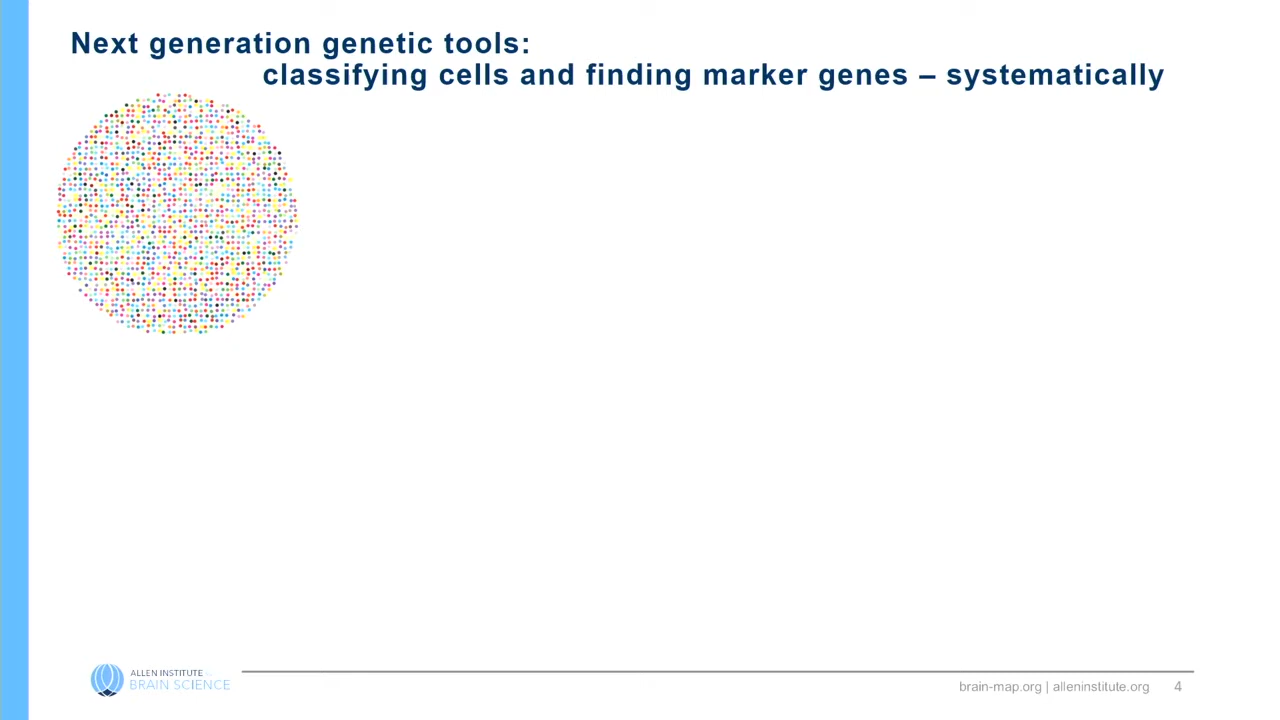 Next generation genetic tools:
classifying cells and finding marker genes – systematically
ALLEN INSTITUTE
BRAIN SCIENCE
brain-map.org | alleninstitute.org 4